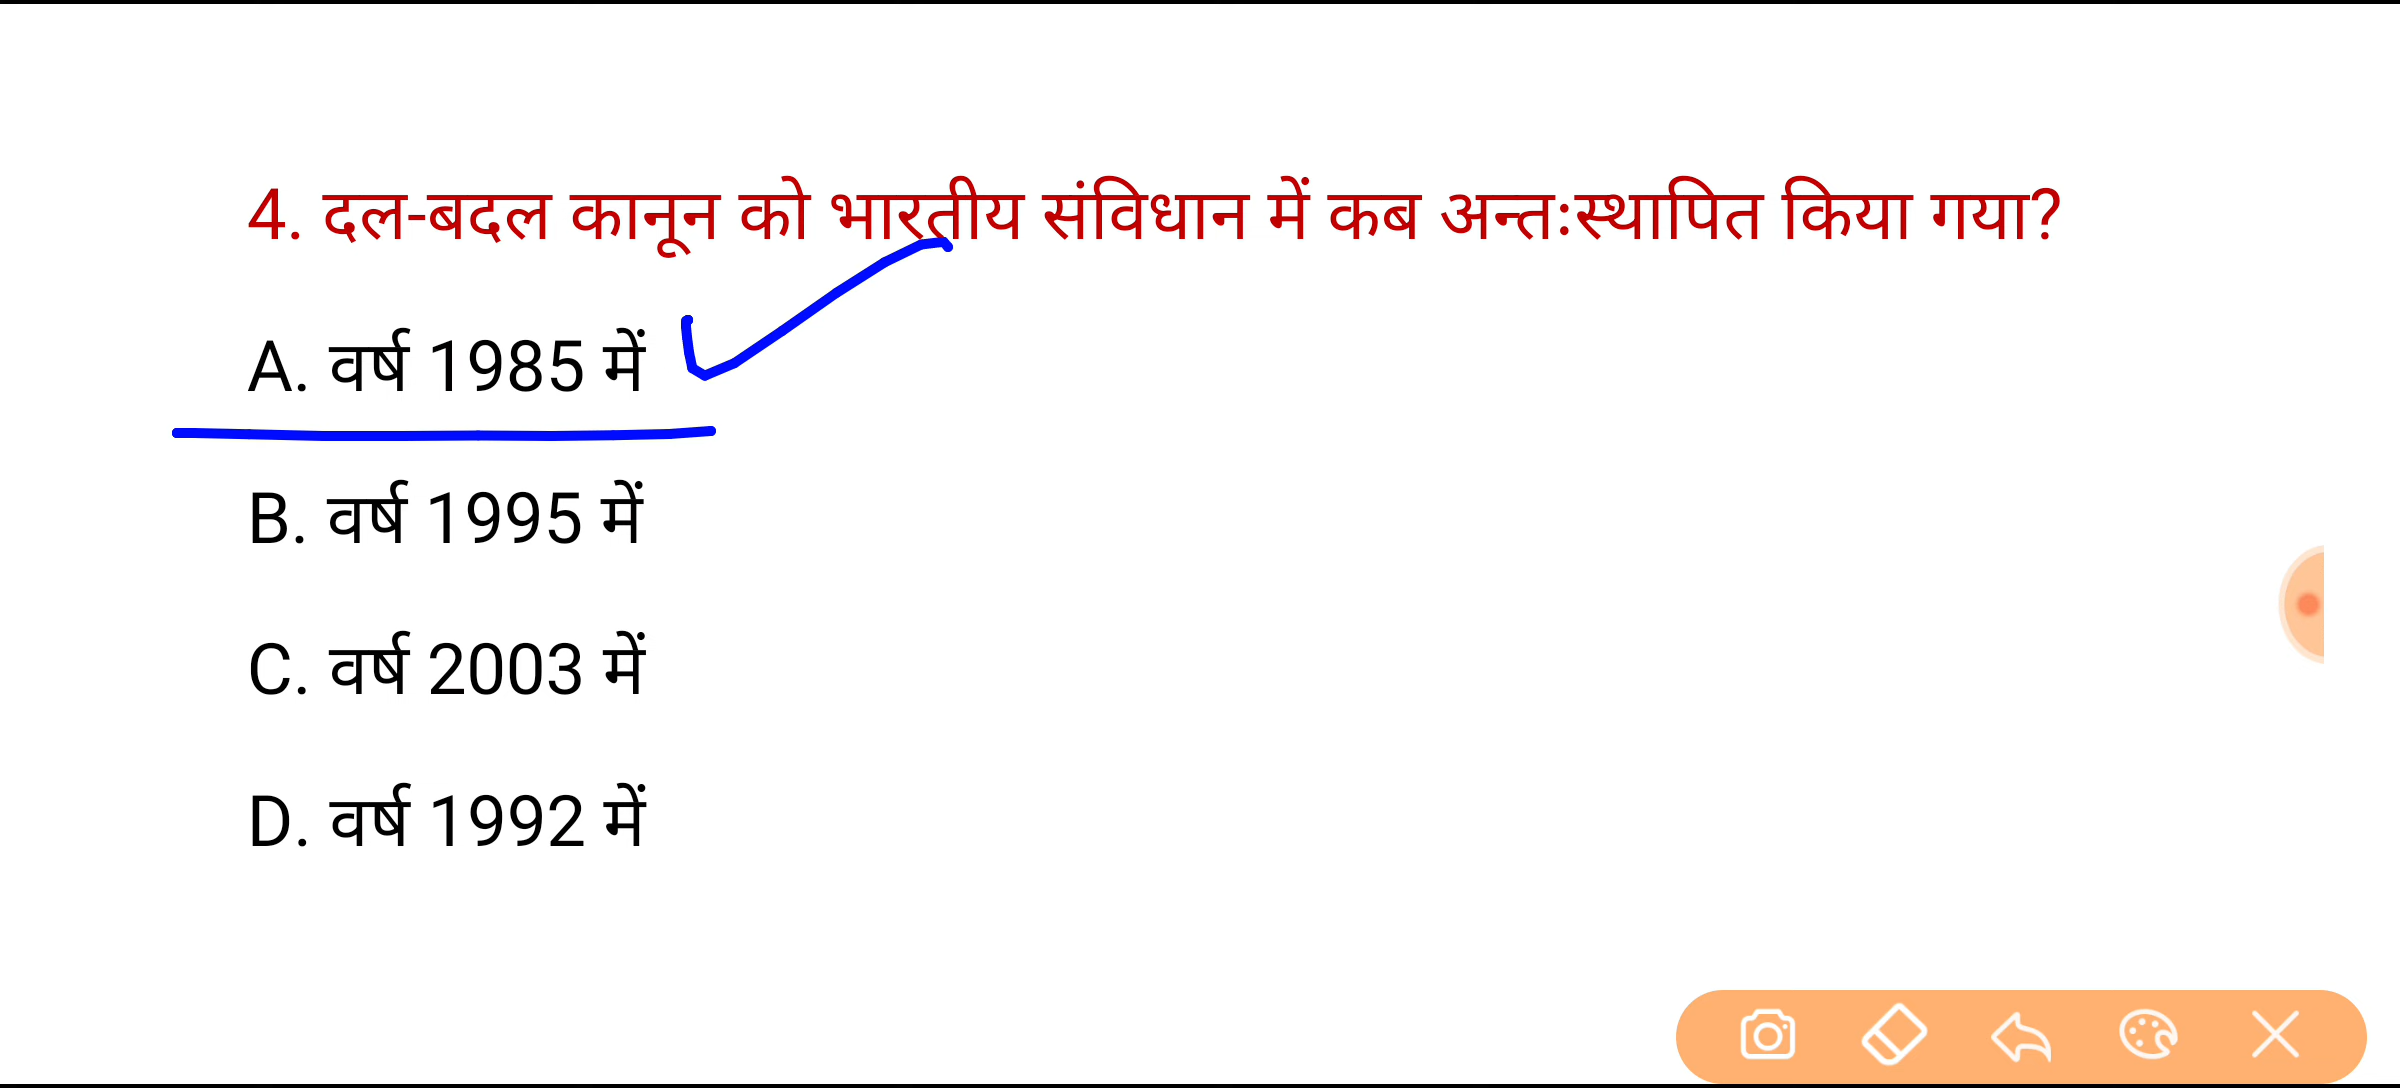 4. दल-बदल कानून को भारतीय संविधान में कब अन्तःस्थापित किया गया?
A. वर्ष 1985 में
B. वर्ष 1995 में
C. वर्ष 2003 में
D. वर्ष 1992 में